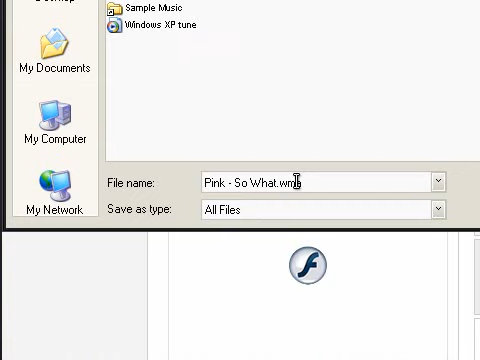 Sample Music
Windows XP tune
My Documents
My Computer
File name:
Pink - So What.wma
Save as type:
All Files
My Network